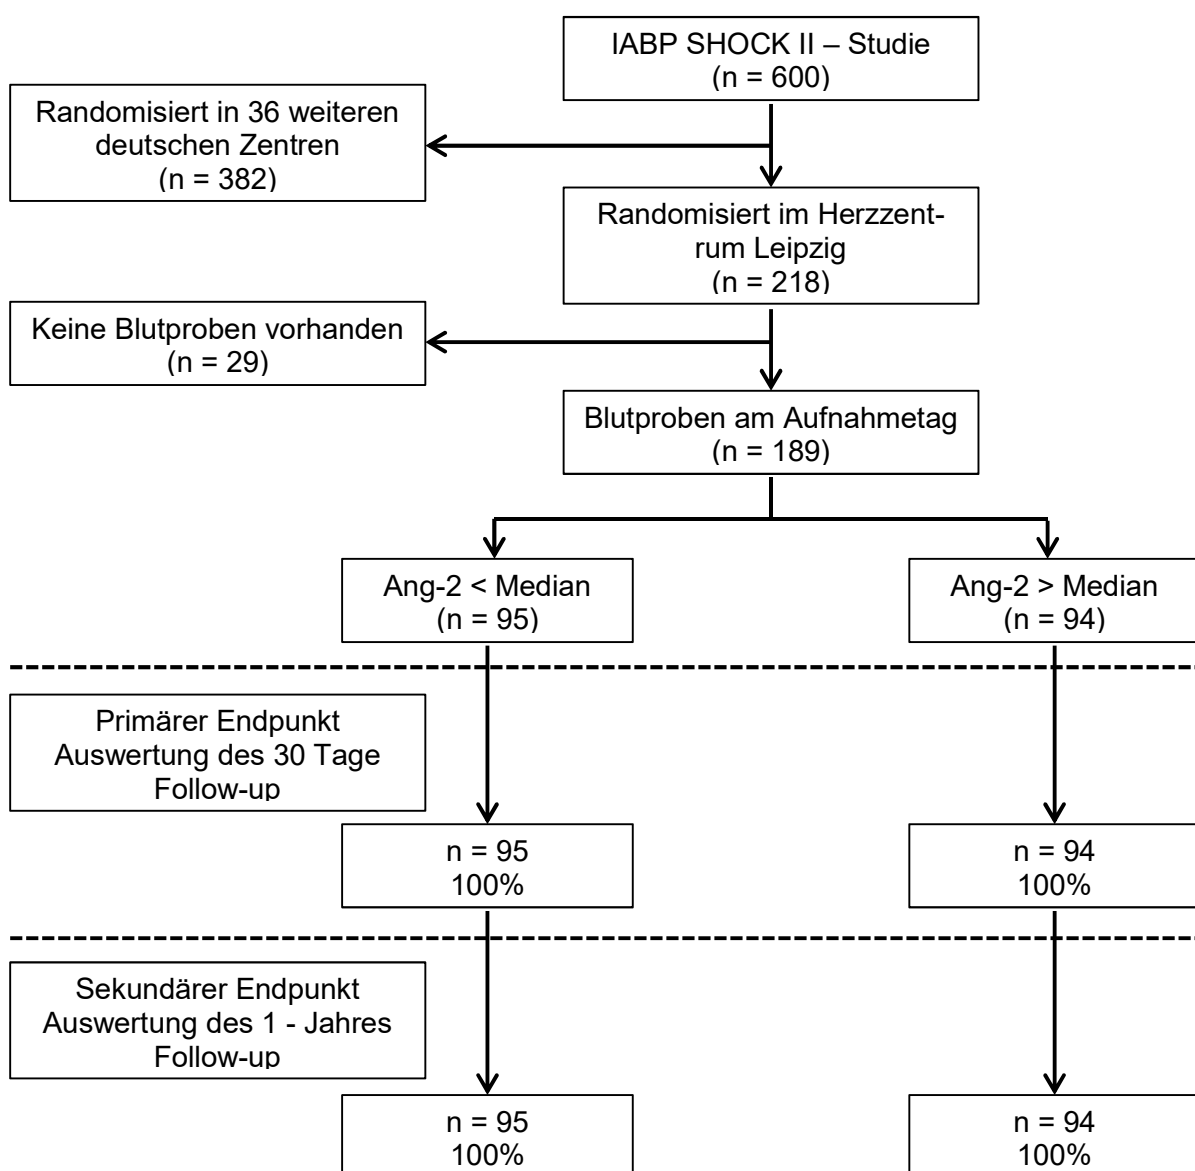 IABP SHOCK II – Studie
(n = 600)
Randomisiert in 36 weiteren
deutschen Zentren
(n = 382)
Randomisiert im Herzzent-
rum Leipzig
(n = 218)
Keine Blutproben vorhanden
(n = 29)
Blutproben am Aufnahmetag
(n = 189)
Ang-2 < Median
(n = 95)
Ang-2 > Median
(n = 94)
Primärer Endpunkt
Auswertung des 30 Tage
Follow-up
n = 95
100%
n = 94
100%
Sekundärer Endpunkt
Auswertung des 1 - Jahres
Follow-up
n = 95
100%
n = 94
100%